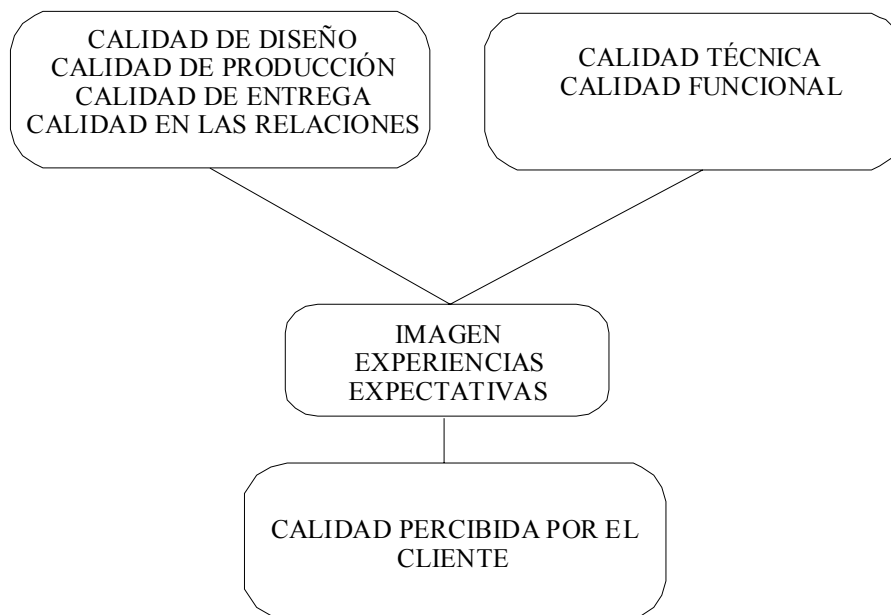 CALIDAD DE DISEÑO
CALIDAD DE PRODUCCIÓN
CALIDAD DE ENTREGA
CALIDAD EN LAS RELACIONES
CALIDAD TÉCNICA
CALIDAD FUNCIONAL
IMAGEN
EXPERIENCIAS
EXPECTATIVAS
CALIDAD PERCIBIDA POR EL
CLIENTE